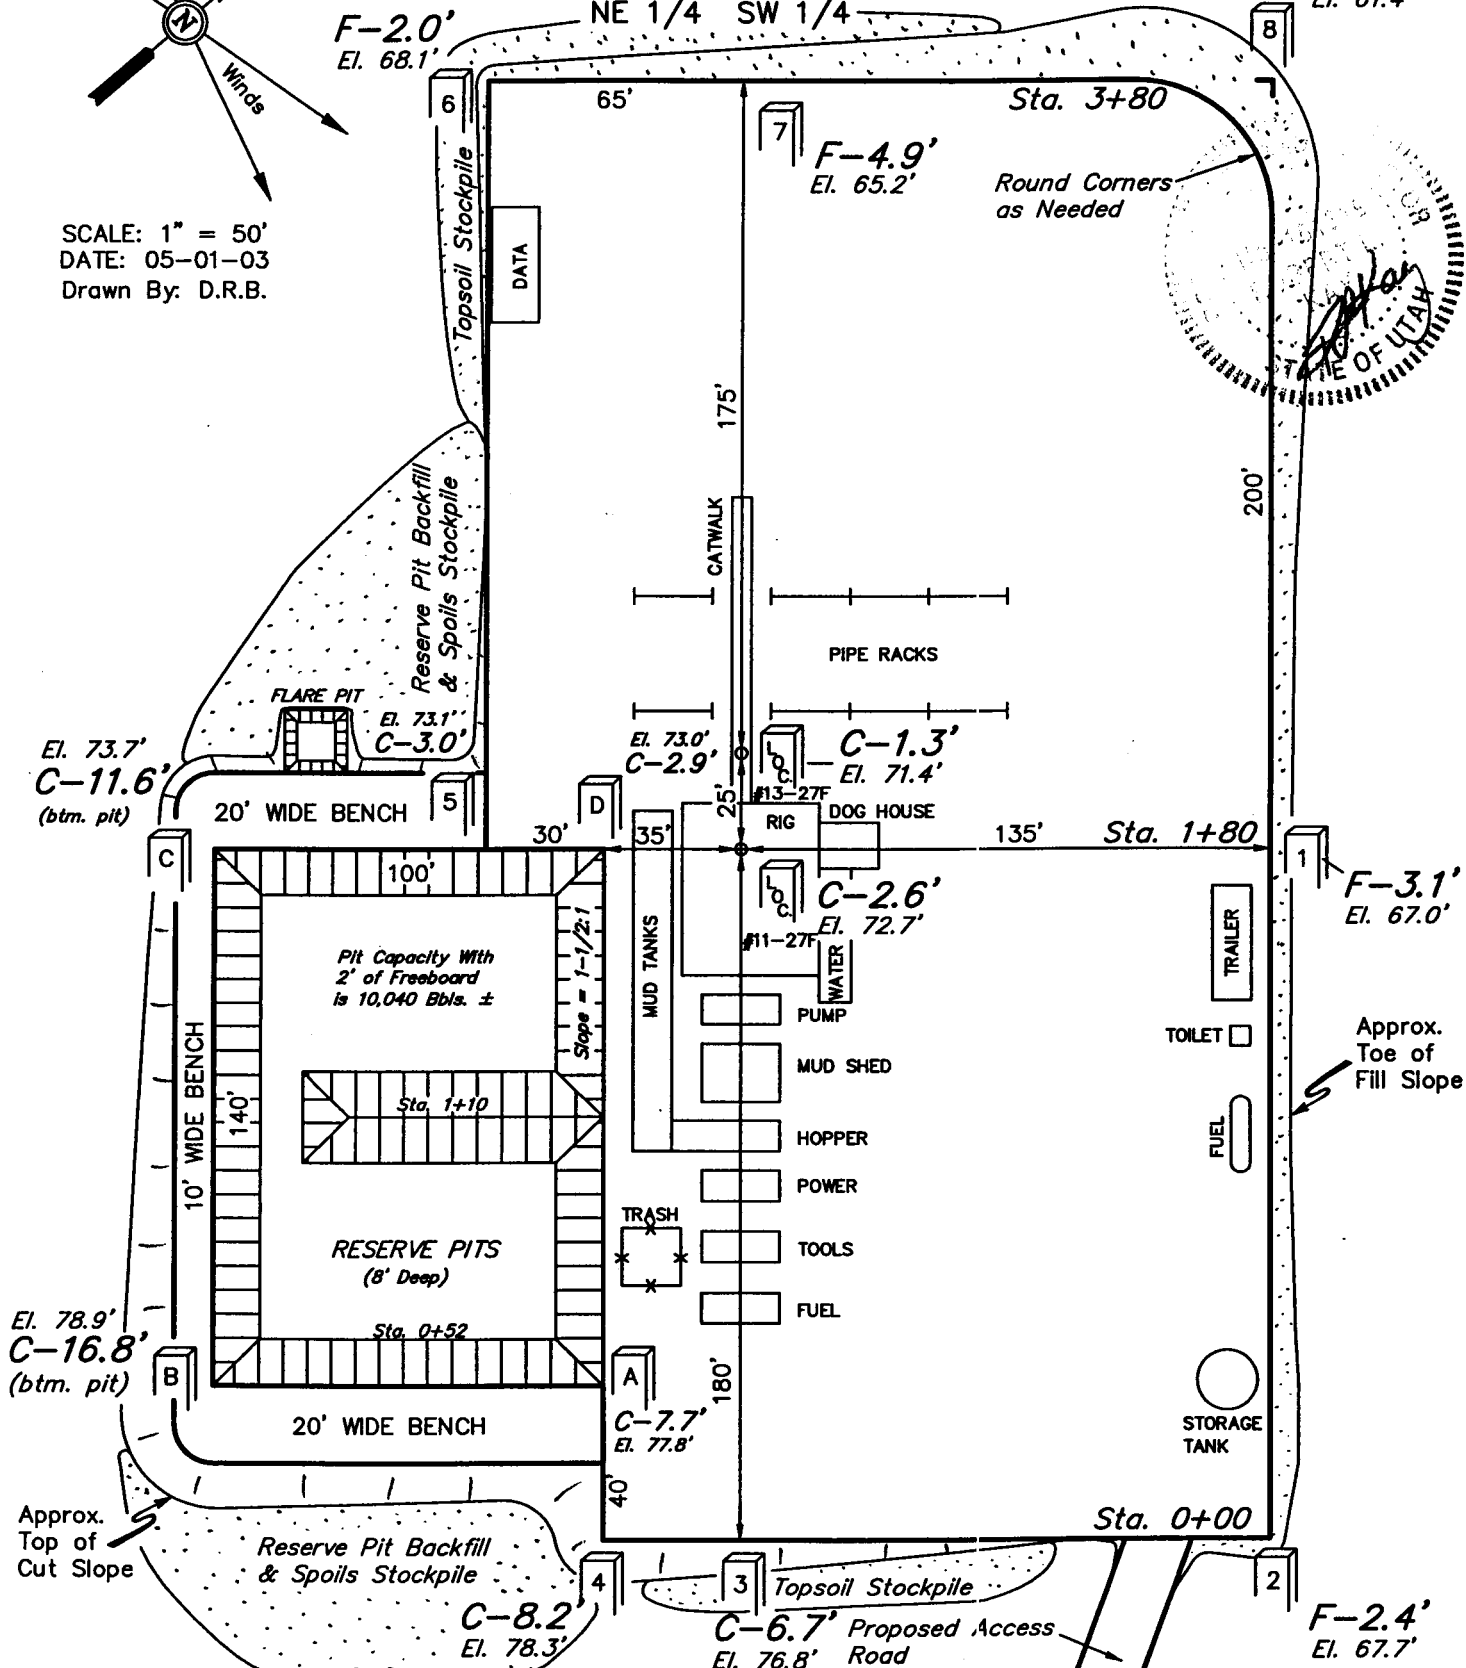 NE 1/4 SW 1/4
F-2.0'
El. 68.1'
8
N
Winds
6
65'
Sta. 3+80
7
F-4.9'
El. 65.2'
Round Corners
as Needed
SCALE: 1" = 50'
DATE: 05-01-03
Drawn By: D.R.B.
Topsoil Stockpile
DATA
STATE OF UTAH
175'
200'
Reserve Pit Backfill
& Spoils Stockpile
CATWALK
PIPE RACKS
FLARE PIT
El. 73.1'
C-3.0'
El. 73.7'
C-11.6'
(btm. pit)
El. 73.0'
C-2.9'
LOC.
C-1.3'
El. 71.4'
#13-27F
20' WIDE BENCH
5
D
25'
RIG
DOG HOUSE
30'
35'
135'
Sta. 1+80
C
1
100'
LOC.
C-2.6'
El. 72.7'
#11-27F
F-3.1'
El. 67.0'
Pit Capacity With
2' of Freeboard
is 10,040 Bbls. ±
Slope = 1-1/2:1
MUD TANKS
WATER
TRAILER
PUMP
TOILET
Approx.
Toe of
Fill Slope
MUD SHED
10' WIDE BENCH
140'
Sta. 1+10
HOPPER
FUEL
POWER
TRASH
RESERVE PITS
(8' Deep)
TOOLS
FUEL
El. 78.9'
C-16.8'
(btm. pit)
Sta. 0+52
B
A
180'
C-7.7'
El. 77.8'
20' WIDE BENCH
STORAGE
TANK
40'
Sta. 0+00
Approx.
Top of
Cut Slope
Reserve Pit Backfill
& Spoils Stockpile
4
3
Topsoil Stockpile
2
C-8.2'
El. 78.3'
C-6.7'
El. 76.8'
Proposed Access
Road
F-2.4'
El. 67.7'